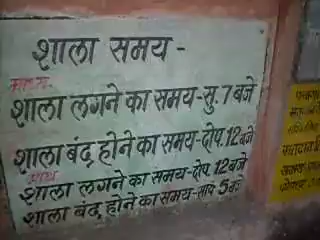 शाला समय -
शाला लगने का समय - सु. 7 बजे
शाला बंद होने का समय - दोप. 12 बजे
शाला लगने का समय - दोप. 12 बजे
शाला बंद होने का समय - सायं 5 बजे